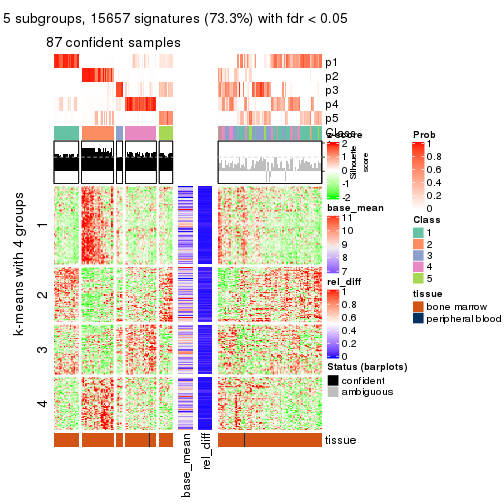 5 subgroups, 15657 signatures (73.3%) with fdr < 0.05
87 confident samples
p1
p2
p3
p4
p5
Class
z-score
2
1
0
-1
-2
Silhouette
score
base_mean
11
10
9
8
7
rel_diff
1
0.8
0.6
0.4
0.2
0
Status (barplots)
confident
ambiguous
Prob
1
0.8
0.6
0.4
0.2
0
Class
1
2
3
4
5
tissue
bone marrow
peripheral blood
k-means with 4 groups
1
2
3
4
tissue
base_mean
rel_diff